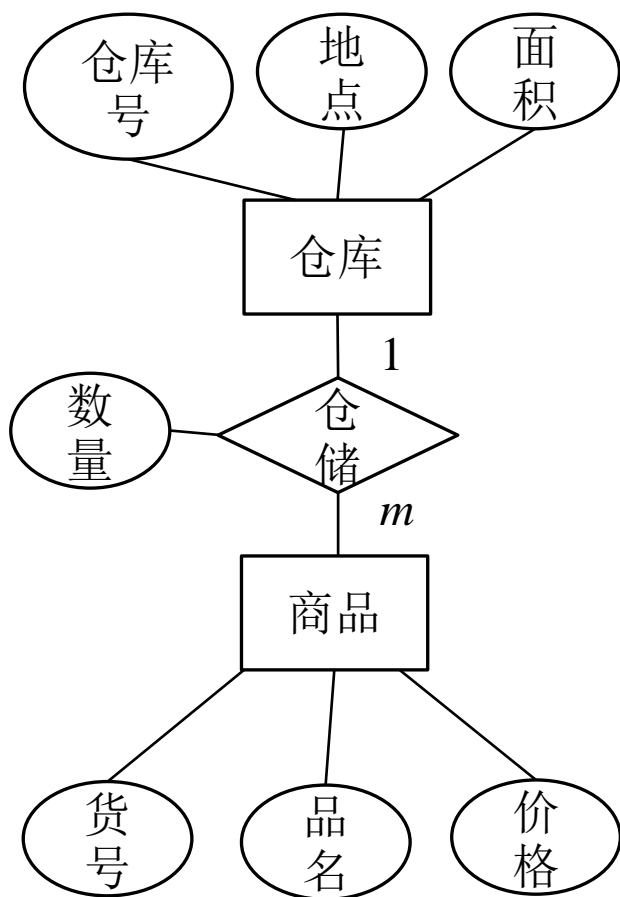 仓库
号
地
点
面
积
仓库
1
数
量
仓
储
m
商品
货
号
品
名
价
格